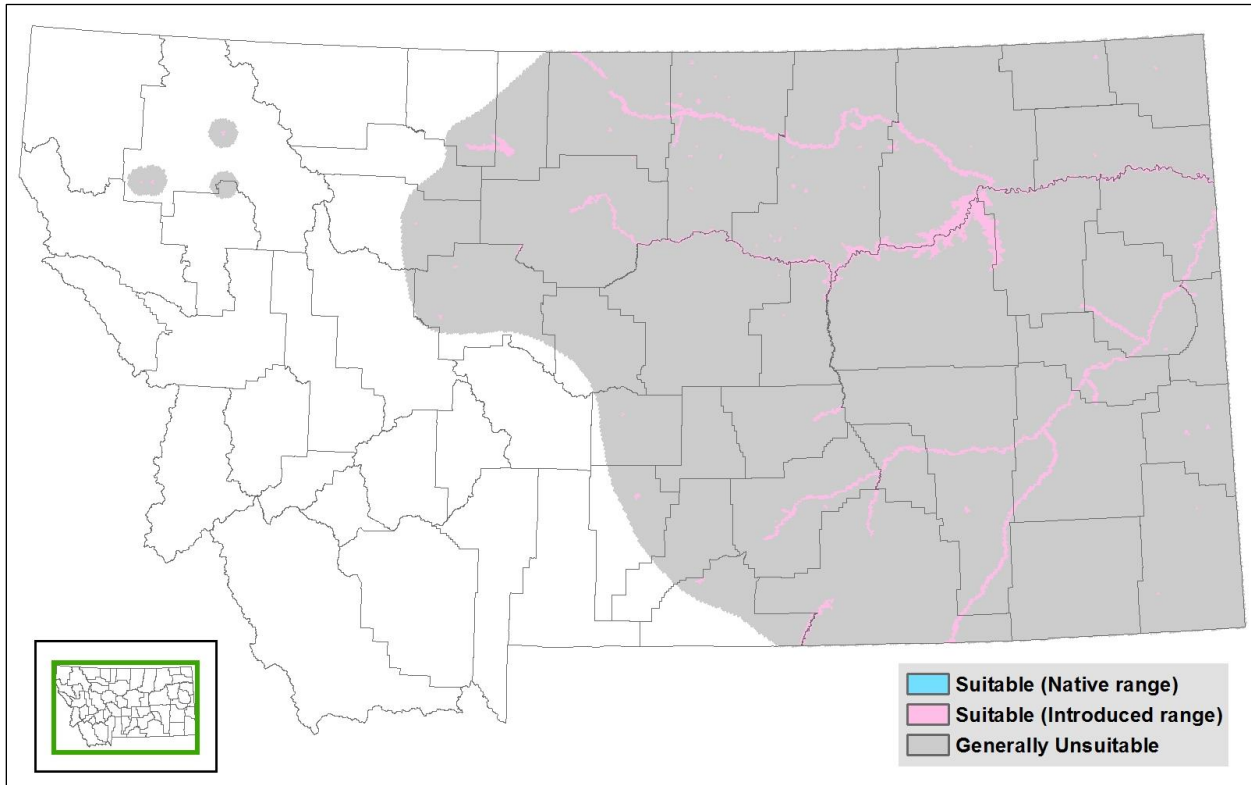 Suitable (Native range)
Suitable (Introduced range)
Generally Unsuitable